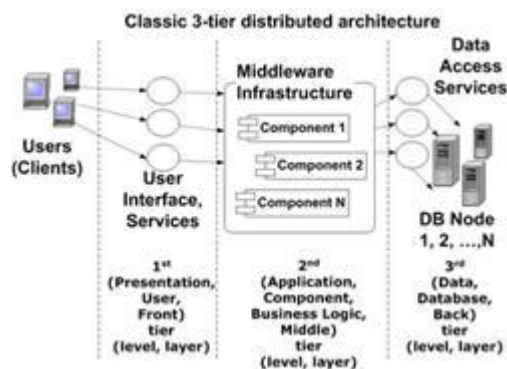 Classic 3-tier distributed architecture
Users
(Clients)
User
Interface,
Services
Middleware
Infrastructure
Component 1
Component 2
Component N
Data
Access
Services
DB Node
1, 2, ...,N
1st
(Presentation,
User,
Front)
tier
(level, layer)
2nd
(Application,
Component,
Business Logic,
Middle)
tier
(level, layer)
3rd
(Data,
Database,
Back)
tier
(level, layer)